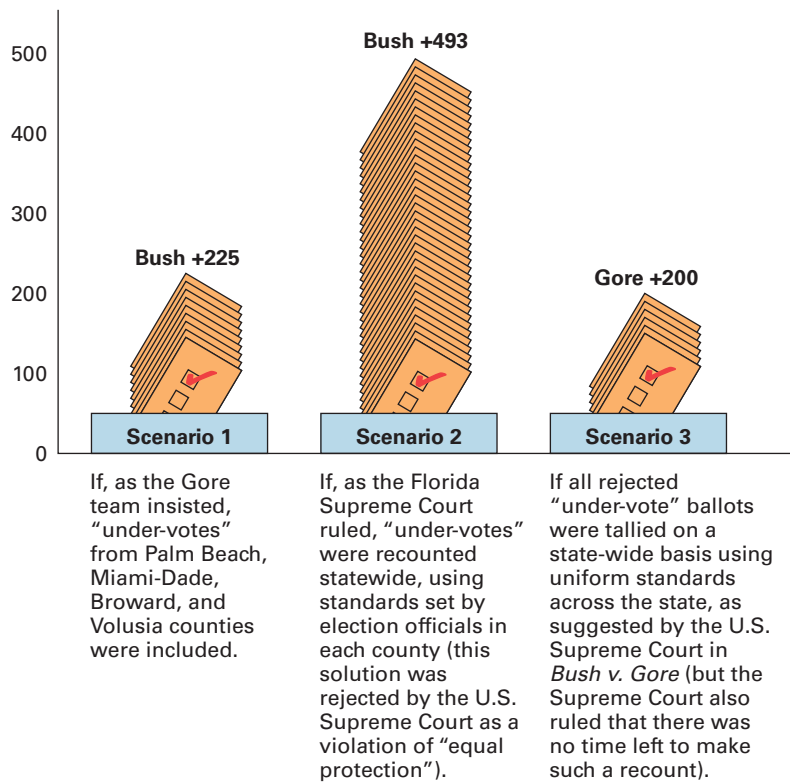 500
400
300
200
100
0
Bush +225
Bush +493
Gore +200
Scenario 1
Scenario 2
Scenario 3
If, as the Gore
team insisted,
“under-votes”
from Palm Beach,
Miami-Dade,
Broward, and
Volusia counties
were included.
If, as the Florida
Supreme Court
ruled, “under-votes”
were recounted
statewide, using
standards set by
election officials in
each county (this
solution was
rejected by the U.S.
Supreme Court as a
violation of “equal
protection”).
If all rejected
“under-vote” ballots
were tallied on a
state-wide basis using
uniform standards
across the state, as
suggested by the U.S.
Supreme Court in
Bush v. Gore (but the
Supreme Court also
ruled that there was
no time left to make
such a recount).